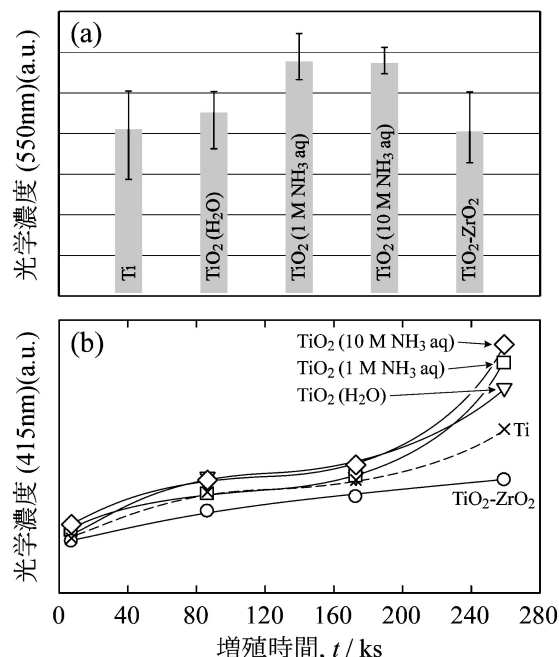 (a)
光学濃度 (550nm)(a.u.)
Ti
TiO₂ (H₂O)
TiO₂ (1 M NH₃ aq)
TiO₂ (10 M NH₃ aq)
TiO₂-ZrO₂
(b)
光学濃度 (415nm)(a.u.)
TiO₂ (10 M NH₃ aq)
TiO₂ (1 M NH₃ aq)
TiO₂ (H₂O)
Ti
TiO₂-ZrO₂
0 40 80 120 160 200 240 280
増殖時間, t / ks